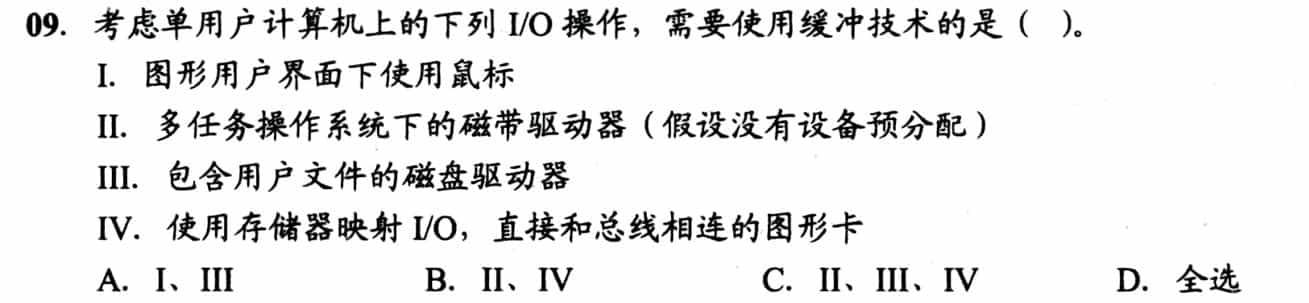 09. 考虑单用户计算机上的下列 I/O 操作，需要使用缓冲技术的是（ ）。
I. 图形用户界面下使用鼠标
II. 多任务操作系统下的磁带驱动器（假设没有设备预分配）
III. 包含用户文件的磁盘驱动器
IV. 使用存储器映射 I/O，直接和总线相连的图形卡
A. I、III B. II、IV C. II、III、IV D. 全选